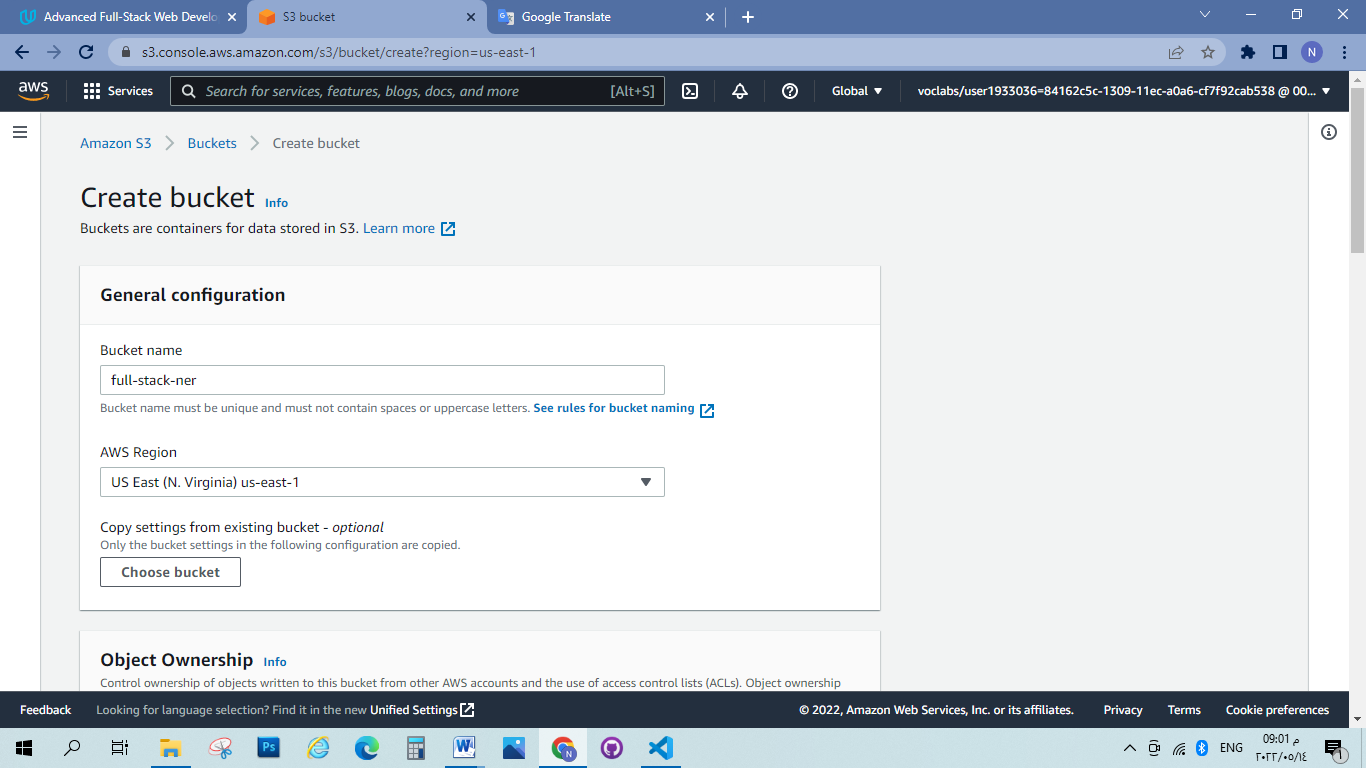 Advanced Full-Stack Web Develo
S3 bucket
Google Translate
s3.console.aws.amazon.com/s3/bucket/create?region=us-east-1
N
aws
Services
Search for services, features, blogs, docs, and more [Alt+S]
Global
voclabs/user1933036=84162c5c-1309-11ec-a0a6-cf7f92cab538 @ 00...
Amazon S3
Buckets
Create bucket
Create bucket Info
Buckets are containers for data stored in S3. Learn more
General configuration
Bucket name
full-stack-ner
Bucket name must be unique and must not contain spaces or uppercase letters. See rules for bucket naming
AWS Region
US East (N. Virginia) us-east-1
Copy settings from existing bucket - optional
Only the bucket settings in the following configuration are copied.
Choose bucket
Object Ownership Info
Control ownership of objects written to this bucket from other AWS accounts and the use of access control lists (ACLs). Object ownership
Feedback
Looking for language selection? Find it in the new Unified Settings
© 2022, Amazon Web Services, Inc. or its affiliates.
Privacy
Terms
Cookie preferences
Ps
W
N
ENG
09:01 م
٢٠٢٢/٠٥/١٤
1